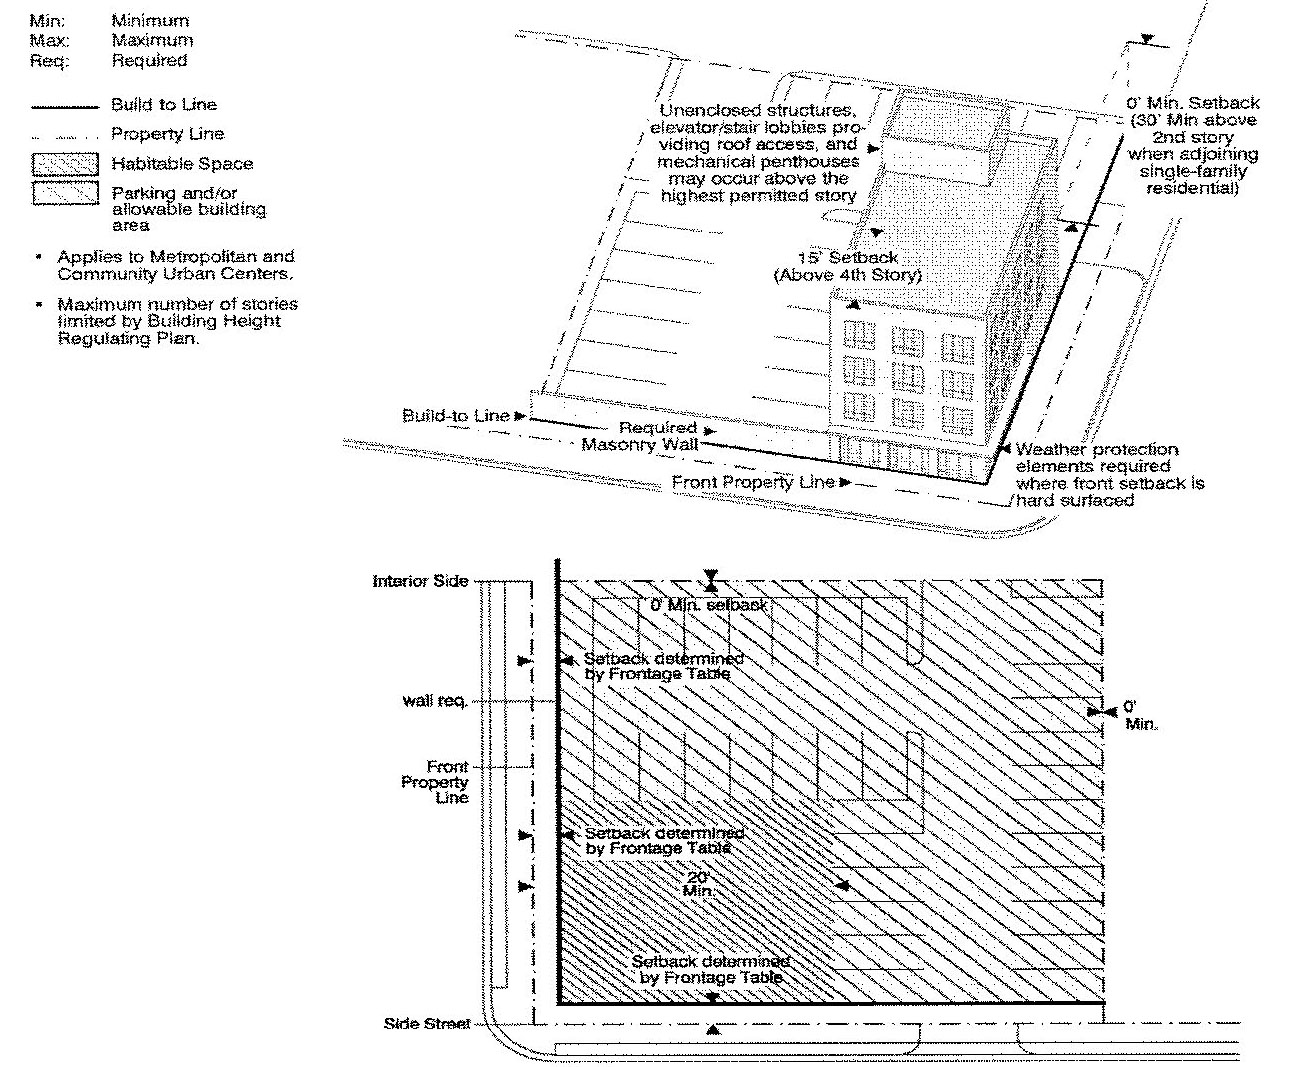 Min: Minimum
Max: Maximum
Req: Required
Build to Line
Property Line
Habitable Space
Parking and/or
allowable building
area
• Applies to Metropolitan and
Community Urban Centers.
• Maximum number of stories
limited by Building Height
Regulating Plan.
Unenclosed structures,
elevator/stair lobbies pro-
viding roof access, and
mechanical penthouses
may occur above the
highest permitted story
0' Min. Setback
(30' Min above
2nd story
when adjoining
single-family
residential)
15' Setback
(Above 4th Story)
Build-to Line
Required
Masonry Wall
Front Property Line
Weather protection
elements required
where front setback is
hard surfaced
Interior Side
0' Min. setback
Setback determined
by Frontage Table
wall req.
0'
Min.
Front
Property
Line
Setback determined
by Frontage Table
20'
Min.
Setback determined
by Frontage Table
Side Street